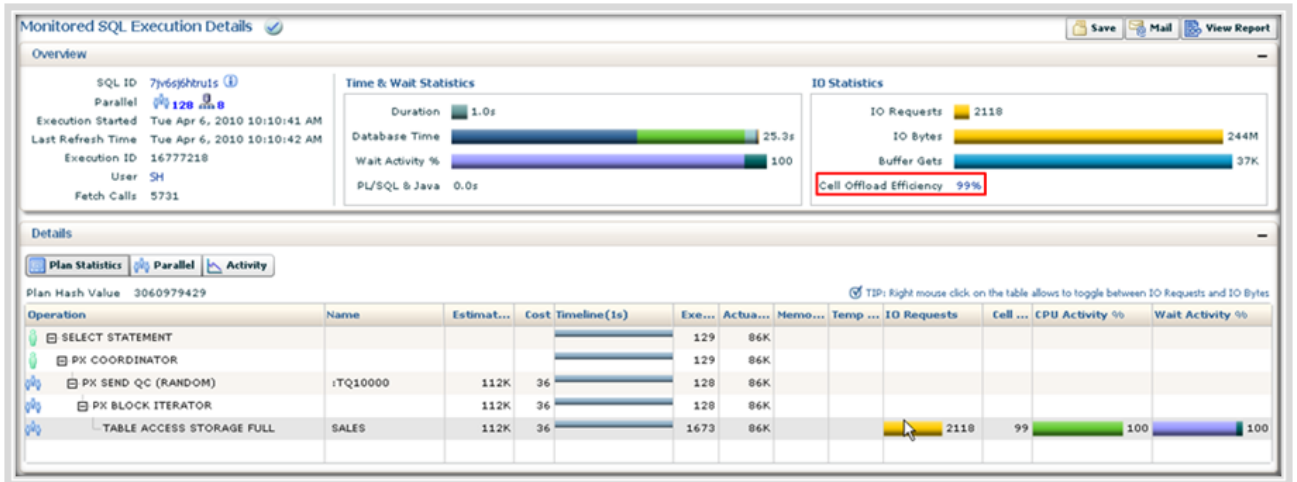 Monitored SQL Execution Details
Save Mail View Report
Overview
SQL ID 7jv6sj6htru1s
Parallel 128 8
Execution Started Tue Apr 6, 2010 10:10:41 AM
Last Refresh Time Tue Apr 6, 2010 10:10:42 AM
Execution ID 16777218
User SH
Fetch Calls 5731
Time & Wait Statistics
Duration 1.0s
Database Time 25.3s
Wait Activity % 100
PL/SQL & Java 0.0s
IO Statistics
IO Requests 2118
IO Bytes 244M
Buffer Gets 37K
Cell Offload Efficiency 99%
Details
Plan Statistics Parallel Activity
Plan Hash Value 3060979429
TIP: Right mouse click on the table allows to toggle between IO Requests and IO Bytes
Operation Name Estimat... Cost Timeline(1s) Exe... Actua... Memo... Temp ... IO Requests Cell ... CPU Activity % Wait Activity %
SELECT STATEMENT 129 86K
PX COORDINATOR 129 86K
PX SEND QC (RANDOM) :TQ10000 112K 36 128 86K
PX BLOCK ITERATOR 112K 36 128 86K
TABLE ACCESS STORAGE FULL SALES 112K 36 1673 86K 2118 99 100 100